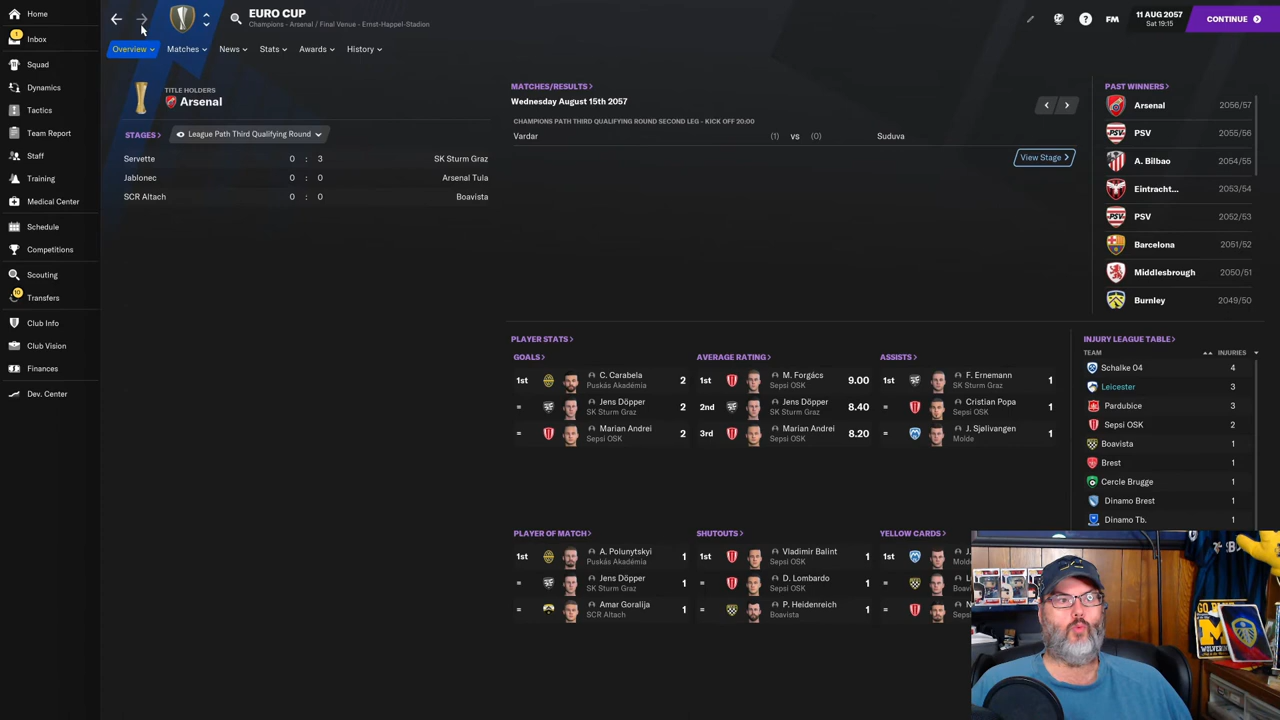 Home
EURO CUP
Champions - Arsenal / Final Venue - Ernst-Happel-Stadion
FM
11 AUG 2057
Sat 19:15
CONTINUE
1
Inbox
Overview
Matches
News
Stats
Awards
History
Squad
Dynamics
Tactics
Team Report
Staff
Training
Medical Center
Schedule
Competitions
Scouting
10
Transfers
Club Info
Club Vision
Finances
Dev. Center
TITLE HOLDERS
Arsenal
STAGES
League Path Third Qualifying Round
Servette 0 : 3 SK Sturm Graz
Jablonec 0 : 0 Arsenal Tula
SCR Altach 0 : 0 Boavista
MATCHES/RESULTS
Wednesday August 15th 2057
CHAMPIONS PATH THIRD QUALIFYING ROUND SECOND LEG - KICK OFF 20:00
Vardar (1) vs (0) Suduva
View Stage
PAST WINNERS
Arsenal 2056/57
PSV 2055/56
A. Bilbao 2054/55
Eintracht... 2053/54
PSV 2052/53
Barcelona 2051/52
Middlesbrough 2050/51
Burnley 2049/50
PLAYER STATS
GOALS
1st C. Carabela 2
Puskás Akadémia
= Jens Döpper 2
SK Sturm Graz
= Marian Andrei 2
Sepsi OSK
AVERAGE RATING
1st M. Forgács 9.00
Sepsi OSK
2nd Jens Döpper 8.40
SK Sturm Graz
3rd Marian Andrei 8.20
Sepsi OSK
ASSISTS
1st F. Ernemann 1
SK Sturm Graz
= Cristian Popa 1
Sepsi OSK
= J. Sjølivangen 1
Molde
INJURY LEAGUE TABLE
TEAM INJURIES
Schalke 04 4
Leicester 3
Pardubice 3
Sepsi OSK 2
Boavista 1
Brest 1
Cercle Brugge 1
Dinamo Brest 1
Dinamo Tb. 1
PLAYER OF MATCH
1st A. Polunytskyi 1
Puskás Akadémia
= Jens Döpper 1
SK Sturm Graz
= Amar Goralija 1
SCR Altach
SHUTOUTS
1st Vladimir Balint 1
Sepsi OSK
= D. Lombardo 1
Sepsi OSK
= P. Heidenreich 1
Boavista
YELLOW CARDS
1st J.
Molde
=
Boa
=
Seps
GO BLUE
M
WOLVERINES